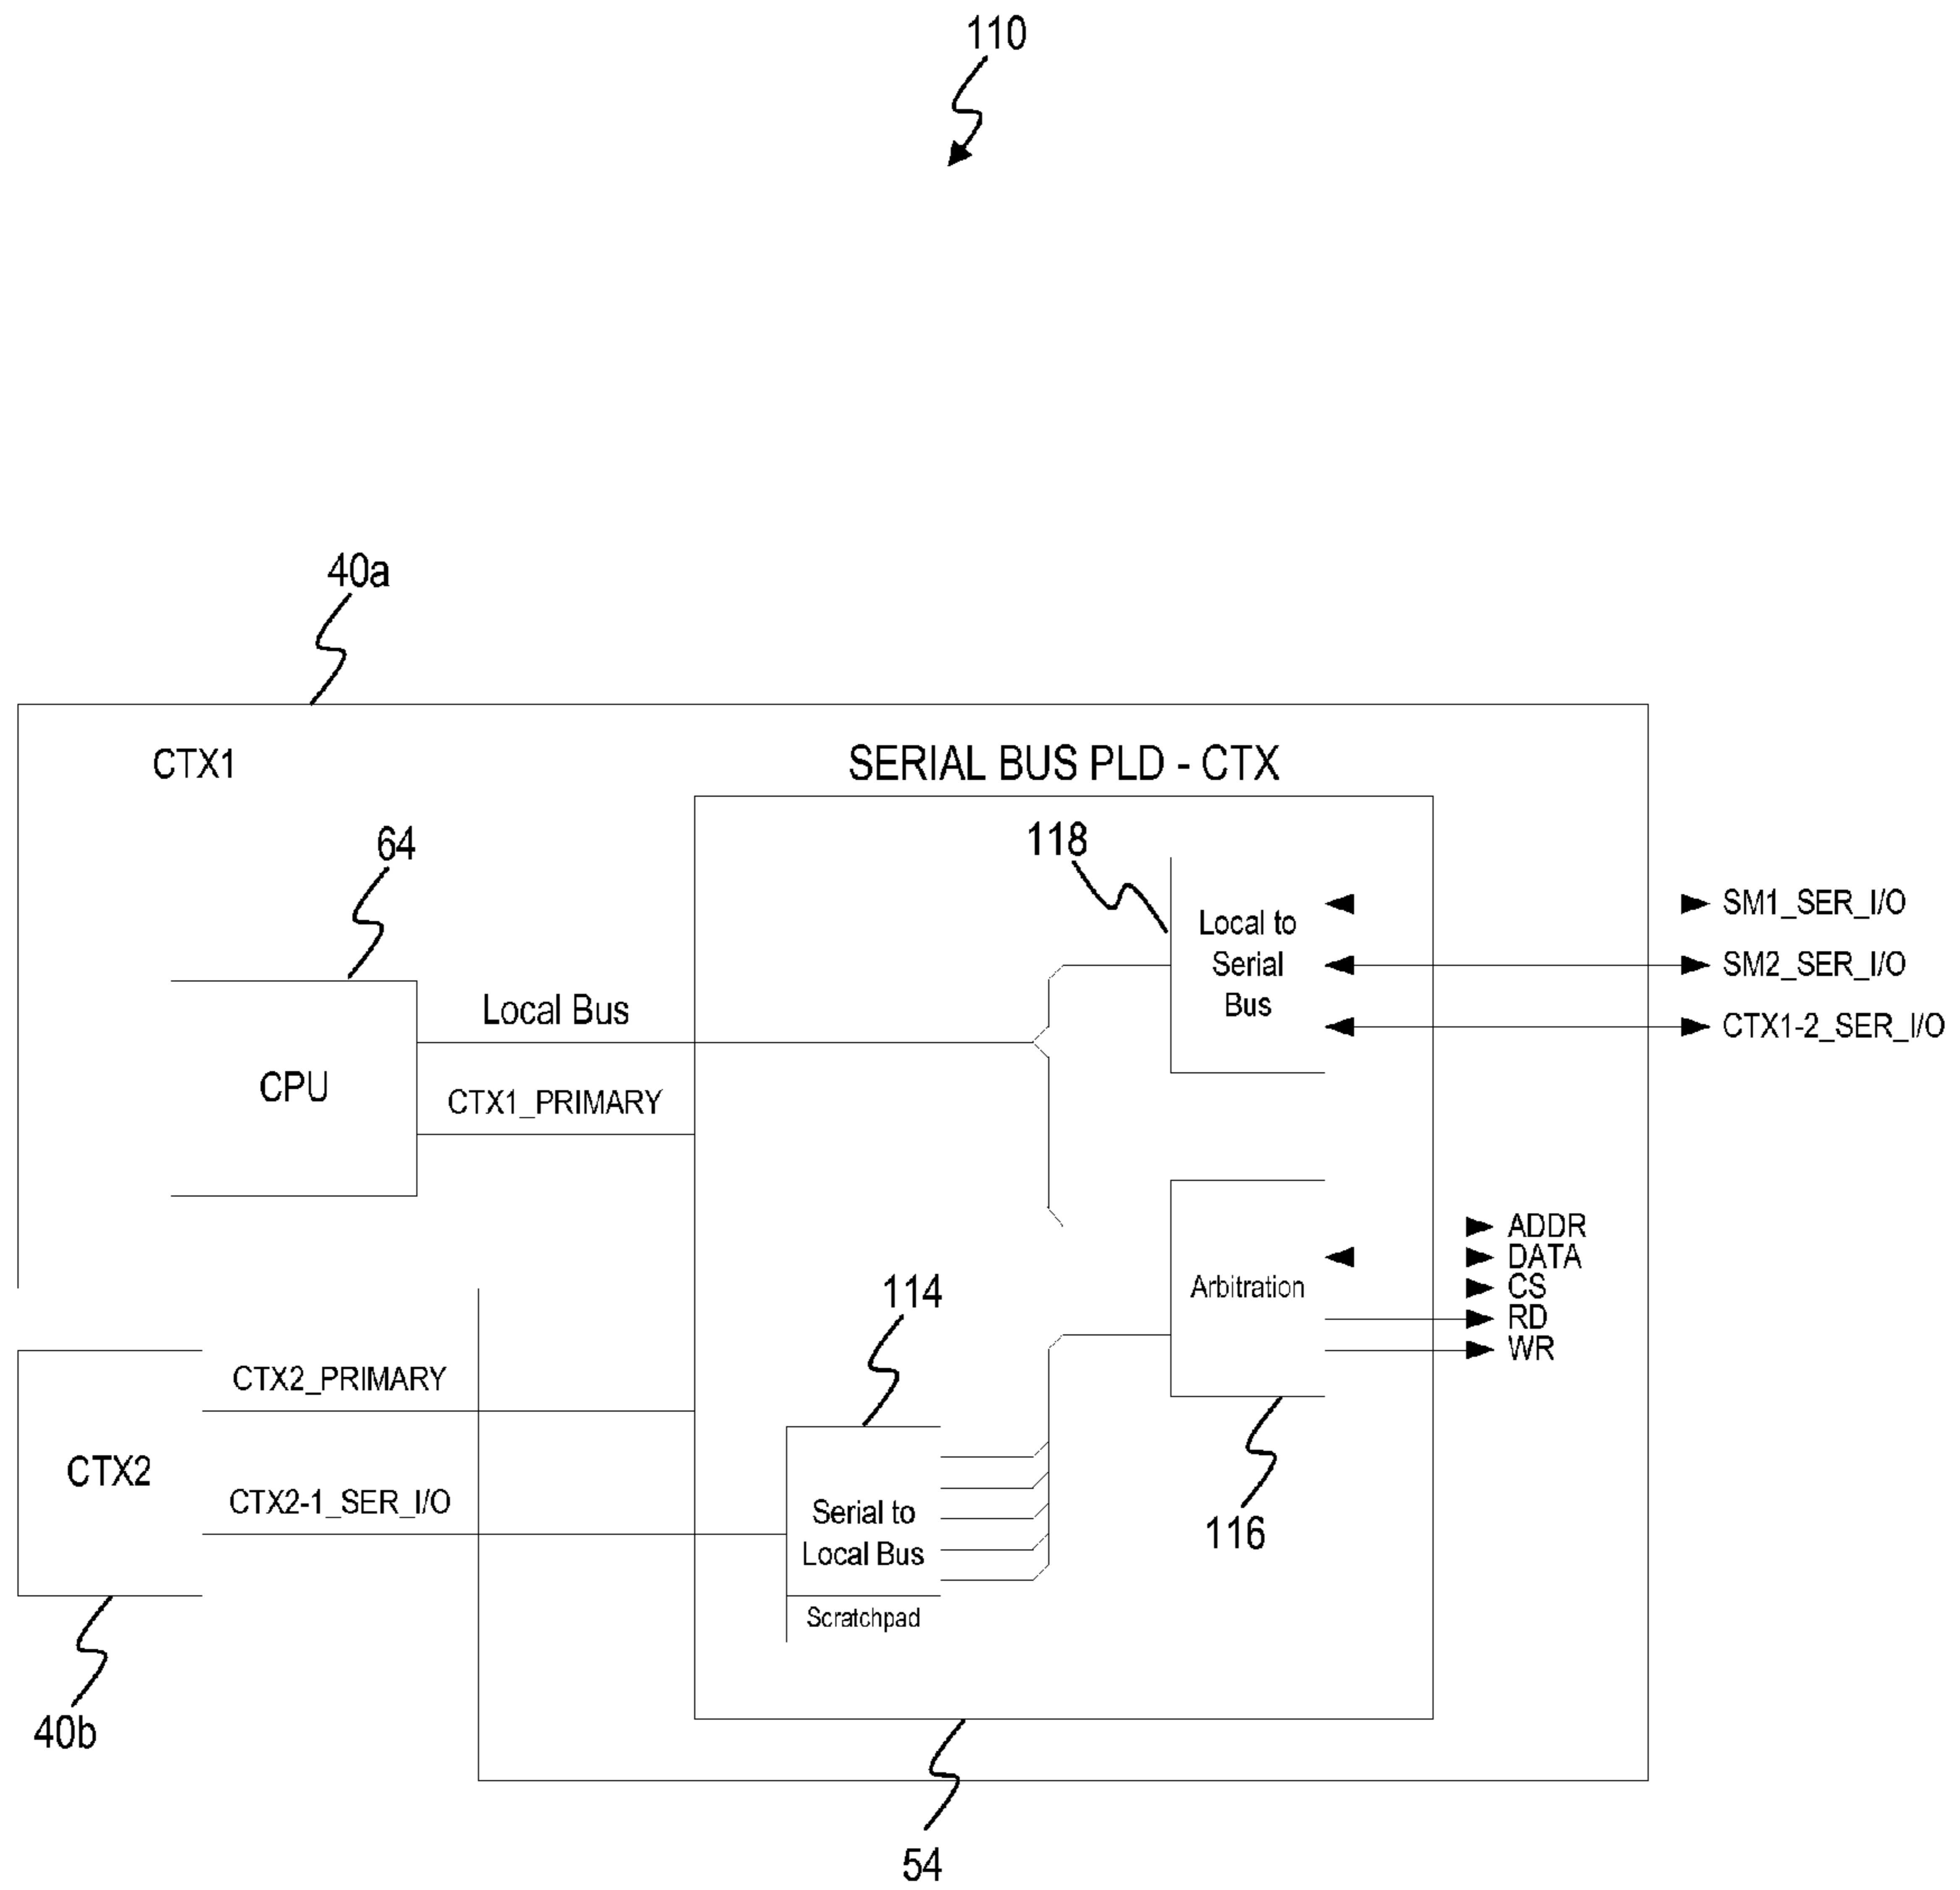 110
40a
CTX1
SERIAL BUS PLD - CTX
64
118
Local to
Serial
Bus
SM1_SER_I/O
SM2_SER_I/O
CTX1-2_SER_I/O
Local Bus
CPU
CTX1_PRIMARY
ADDR
DATA
CS
RD
WR
Arbitration
114
CTX2_PRIMARY
CTX2
CTX2-1_SER_I/O
Serial to
Local Bus
Scratchpad
116
40b
54